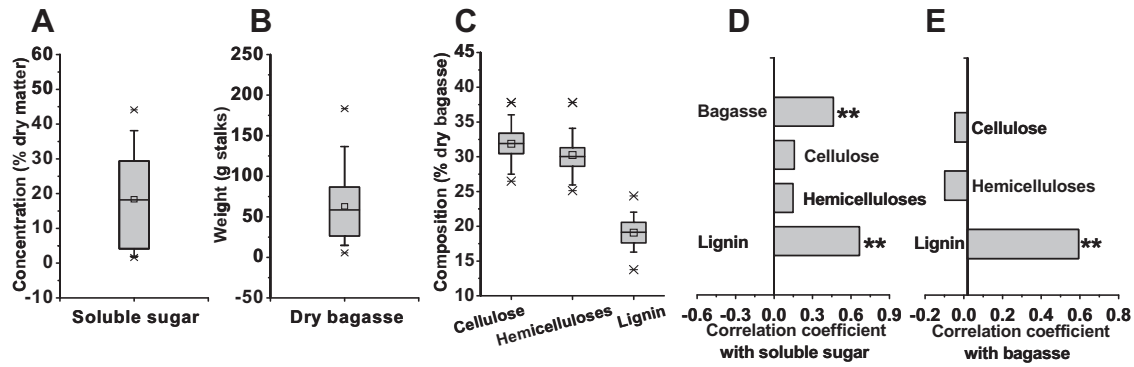 A
Concentration (% dry matter)
60
50
40
30
20
10
0
-10
Soluble sugar
B
Weight (g stalks)
250
200
150
100
50
0
-50
Dry bagasse
C
Composition (% dry bagasse)
45
40
35
30
25
20
15
10
Cellulose
Hemicelluloses
Lignin
D
Bagasse
**
Cellulose
Hemicelluloses
Lignin
**
-0.6 -0.3 0.0 0.3 0.6 0.9
Correlation coefficient
with soluble sugar
E
Cellulose
Hemicelluloses
Lignin
**
-0.2 0.0 0.2 0.4 0.6 0.8
Correlation coefficient
with bagasse